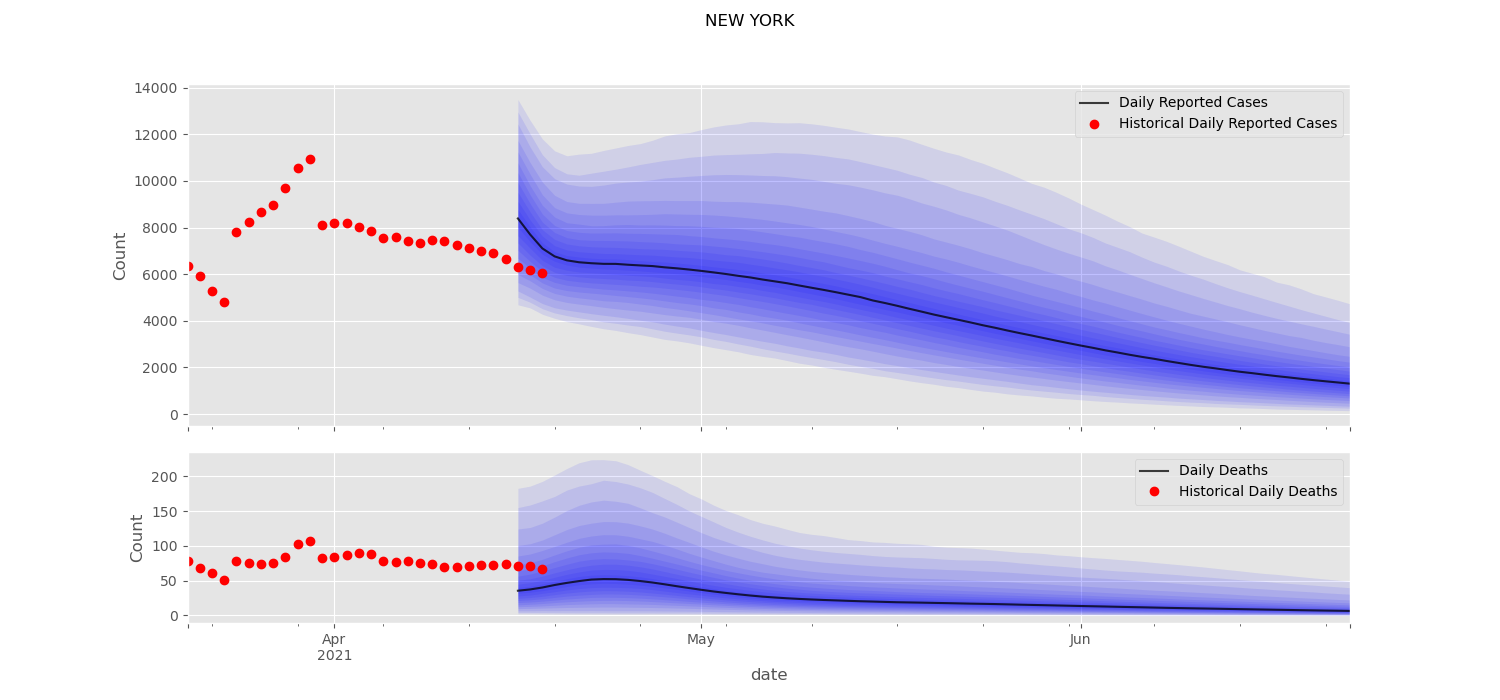 NEW YORK
14000
12000
10000
8000
6000
4000
2000
0
Count
Daily Reported Cases
Historical Daily Reported Cases
200
150
100
50
0
Count
Daily Deaths
Historical Daily Deaths
Apr
2021
May
Jun
date